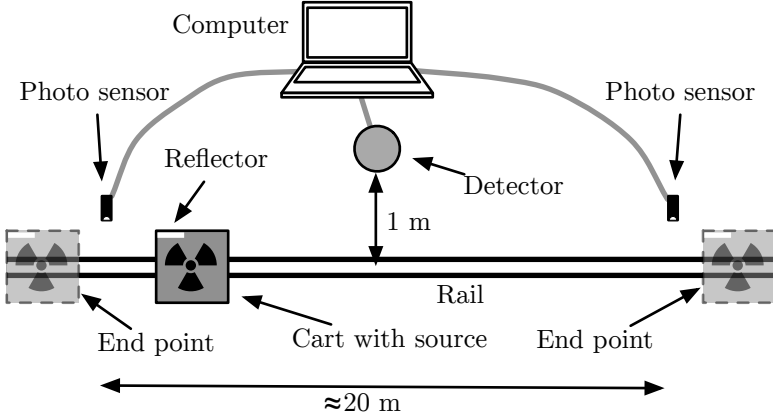 Computer
Photo sensor
Photo sensor
Reflector
Detector
1 m
Rail
End point
Cart with source
End point
≈20 m